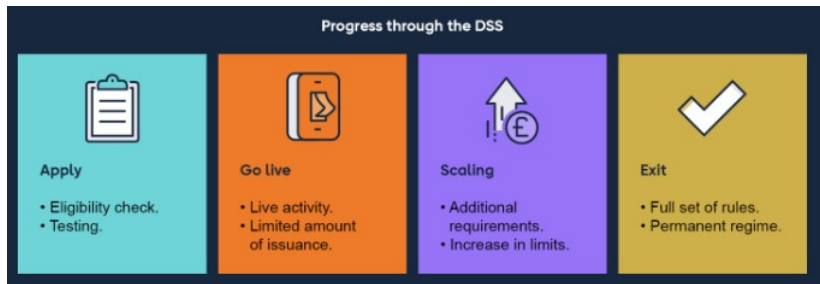 Progress through the DSS
Apply
• Eligibility check.
• Testing.
Go live
• Live activity.
• Limited amount
of issuance.
£
Scaling
• Additional
requirements.
• Increase in limits.
Exit
• Full set of rules.
• Permanent regime.